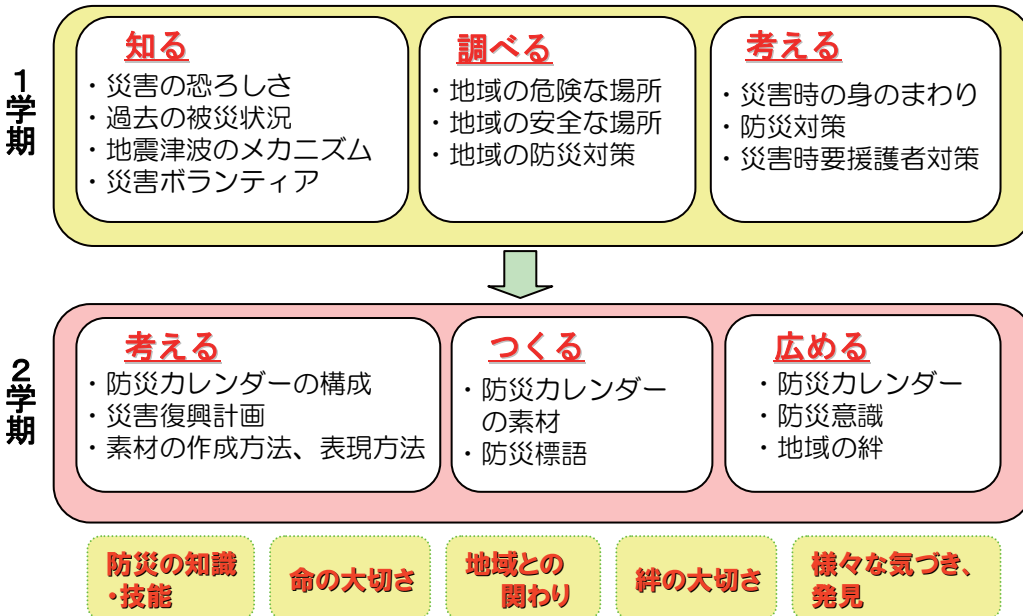 1学期
知る
・災害の恐ろしさ
・過去の被災状況
・地震津波のメカニズム
・災害ボランティア
調べる
・地域の危険な場所
・地域の安全な場所
・地域の防災対策
考える
・災害時の身のまわり
・防災対策
・災害時要援護者対策
2学期
考える
・防災カレンダーの構成
・災害復興計画
・素材の作成方法、表現方法
つくる
・防災カレンダー
の素材
・防災標語
広める
・防災カレンダー
・防災意識
・地域の絆
防災の知識
・技能
命の大切さ
地域との
関わり
絆の大切さ
様々な気づき、
発見